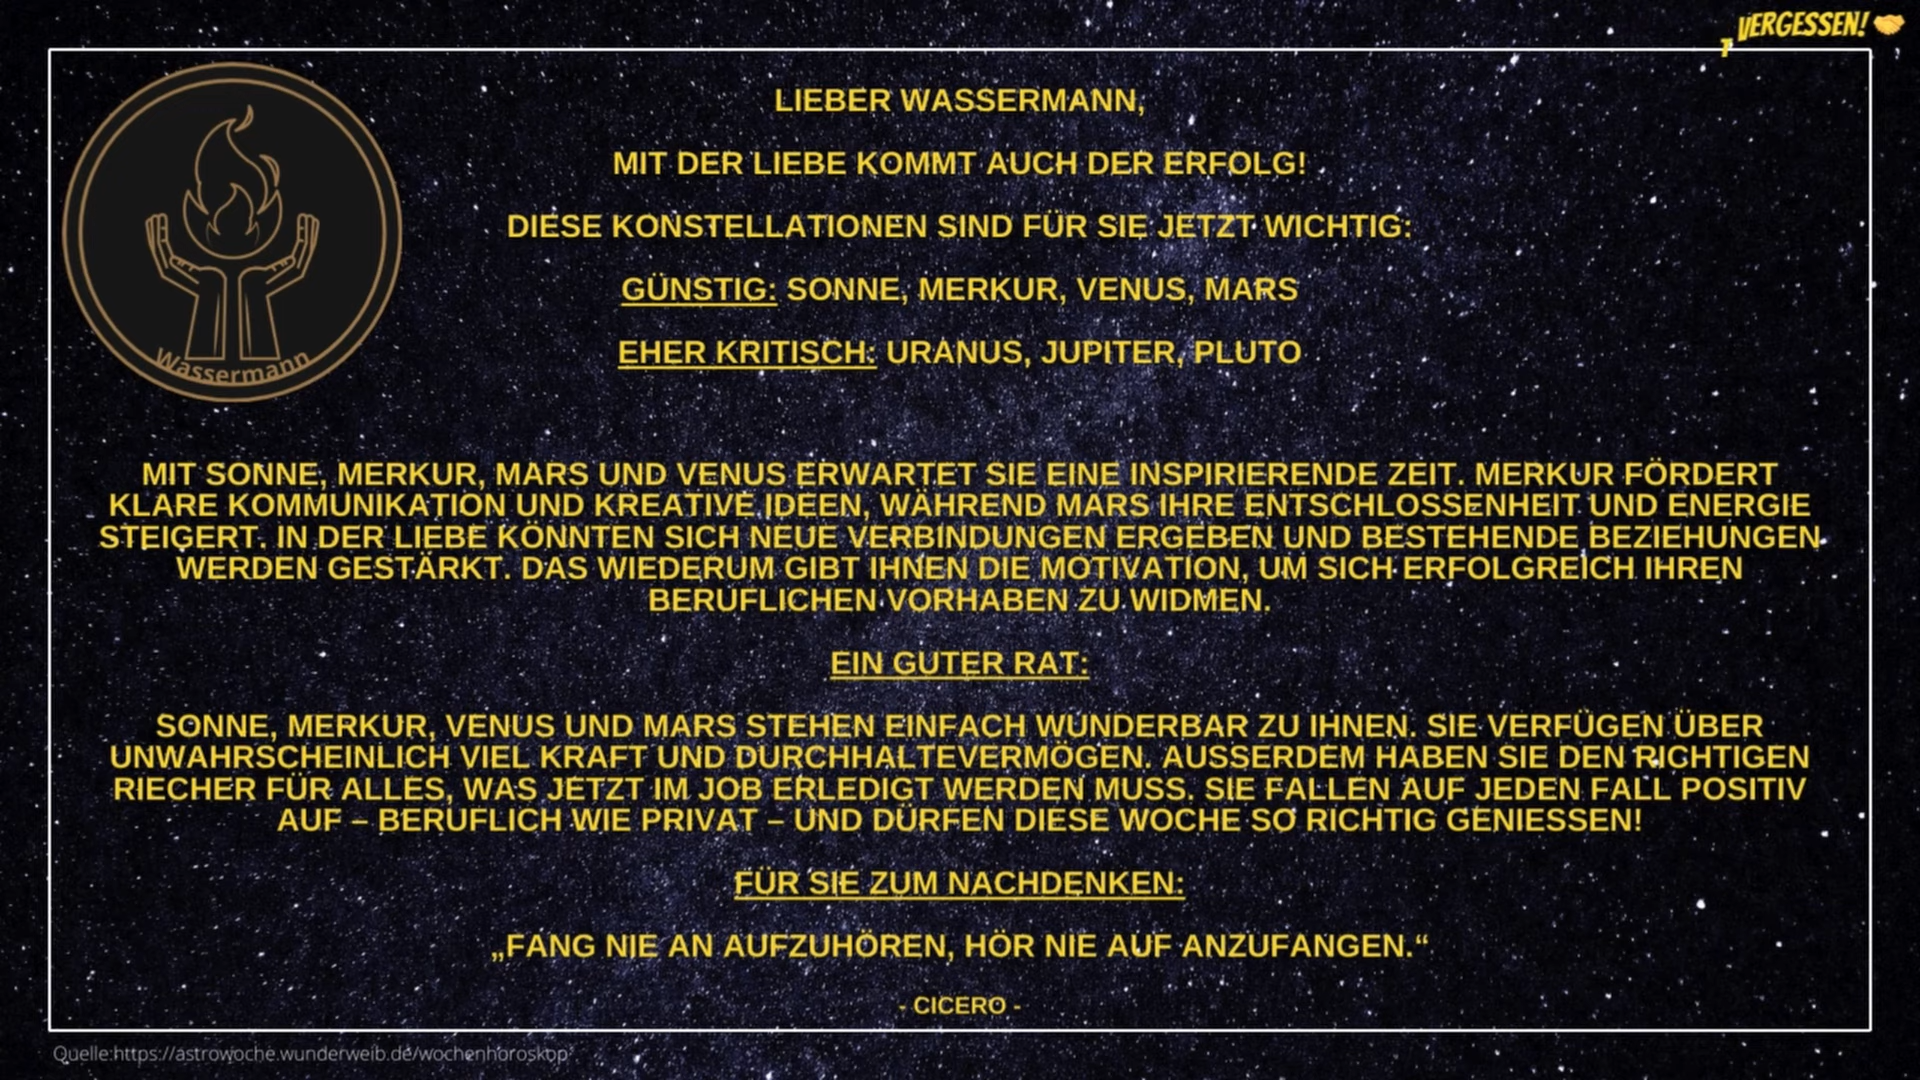 VERGESSEN!
LIEBER WASSERMANN,
MIT DER LIEBE KOMMT AUCH DER ERFOLG!
DIESE KONSTELLATIONEN SIND FÜR SIE JETZT WICHTIG:
GÜNSTIG: SONNE, MERKUR, VENUS, MARS
EHER KRITISCH: URANUS, JUPITER, PLUTO
Wassermann
MIT SONNE, MERKUR, MARS UND VENUS ERWARTET SIE EINE INSPIRIERENDE ZEIT. MERKUR FÖRDERT
KLARE KOMMUNIKATION UND KREATIVE IDEEN, WÄHREND MARS IHRE ENTSCHLOSSENHEIT UND ENERGIE
STEIGERT. IN DER LIEBE KÖNNTEN SICH NEUE VERBINDUNGEN ERGEBEN UND BESTEHENDE BEZIEHUNGEN
WERDEN GESTÄRKT. DAS WIEDERUM GIBT IHNEN DIE MOTIVATION, UM SICH ERFOLGREICH IHREN
BERUFLICHEN VORHABEN ZU WIDMEN.
EIN GUTER RAT:
SONNE, MERKUR, VENUS UND MARS STEHEN EINFACH WUNDERBAR ZU IHNEN. SIE VERFÜGEN ÜBER
UNWAHRSCHEINLICH VIEL KRAFT UND DURCHHALTEVERMÖGEN. AUSSERDEM HABEN SIE DEN RICHTIGEN
RIECHER FÜR ALLES, WAS JETZT IM JOB ERLEDIGT WERDEN MUSS. SIE FALLEN AUF JEDEN FALL POSITIV
AUF – BERUFLICH WIE PRIVAT – UND DÜRFEN DIESE WOCHE SO RICHTIG GENIESSEN!
FÜR SIE ZUM NACHDENKEN:
„FANG NIE AN AUFZUHÖREN, HÖR NIE AUF ANZUFANGEN.“
- CICERO -
Quelle:https://astrowoche.wunderweib.de/wochenhoroskop